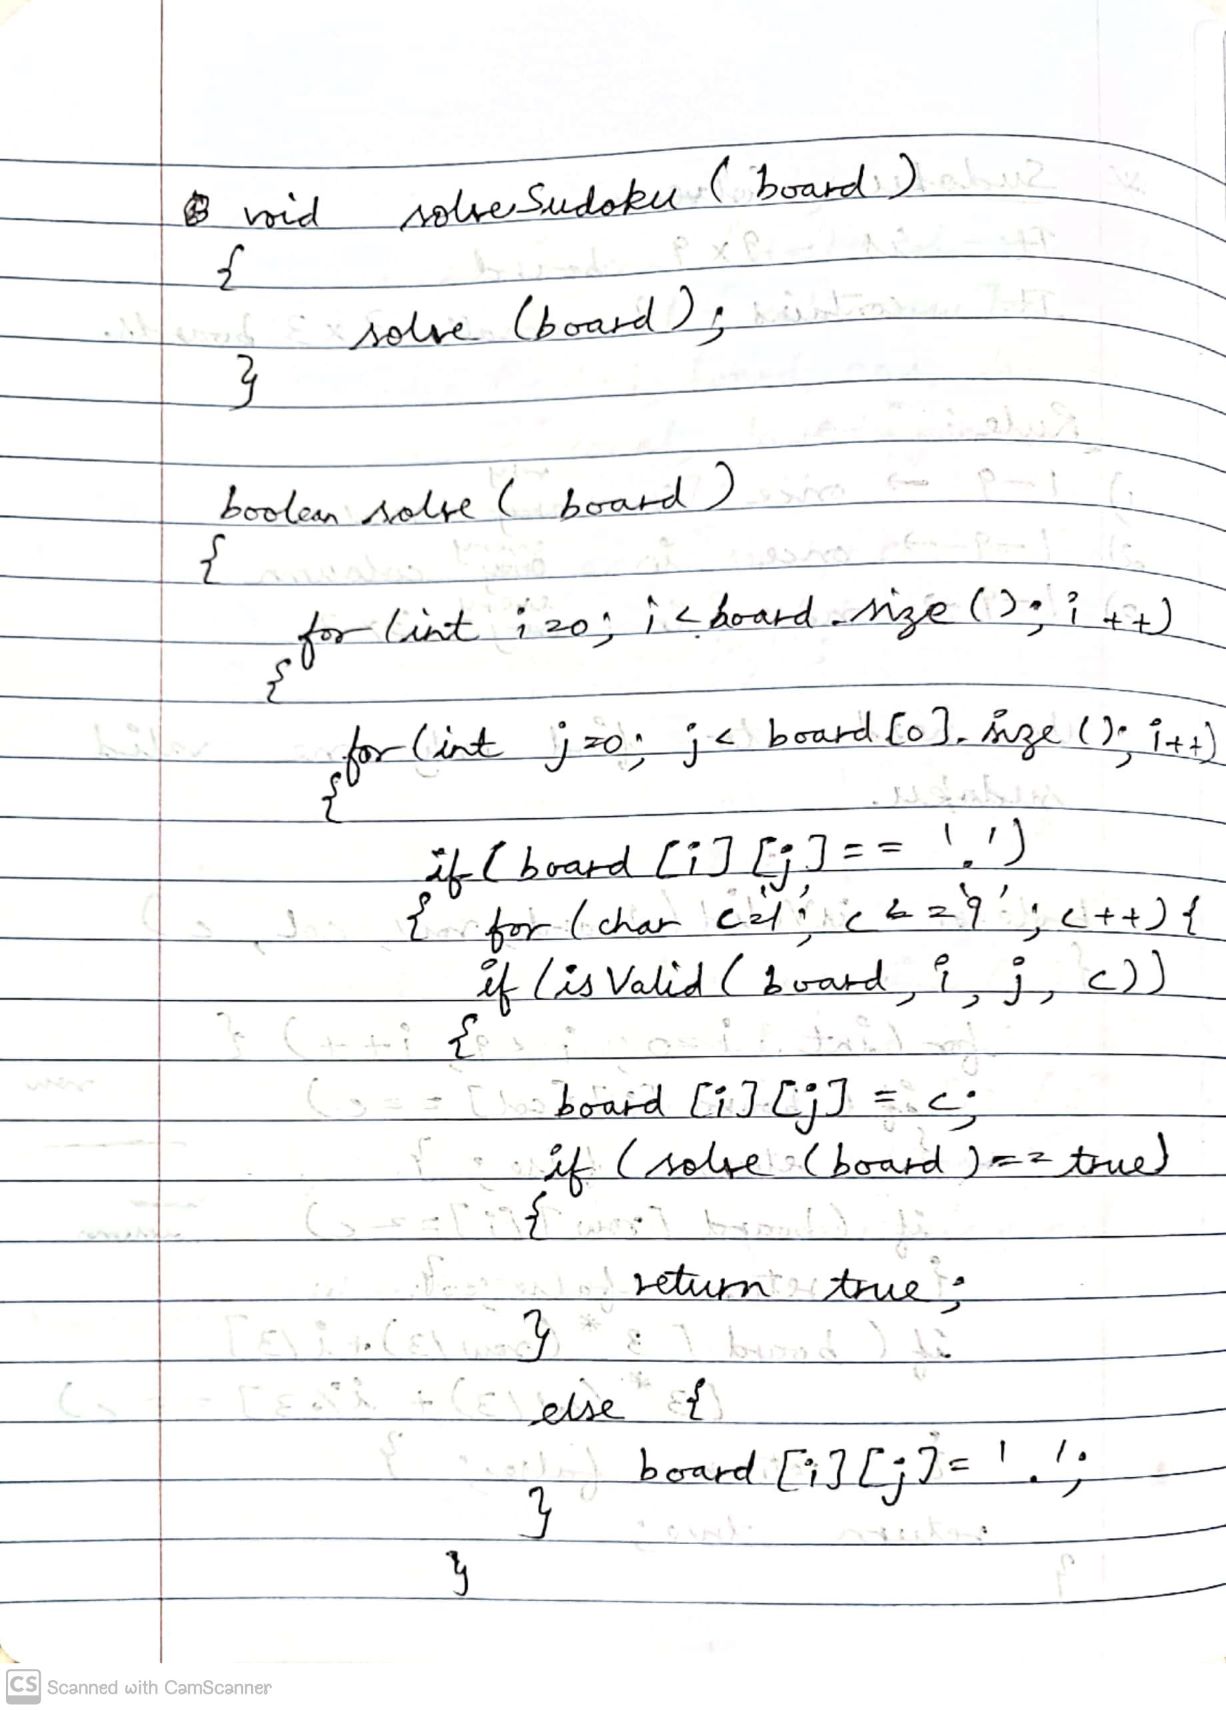 void solveSudoku (board)
{
solve (board);
}
boolean solve ( board )
{
for (int i=0; i < board.size (); i ++)
{
for (int j=0; j < board [0]. size (); i++)
{
if ( board [i] [j] == '.')
{ for (char c='1'; c <= '9'; c++) {
if (isValid ( board, i, j, c))
{
board [i] [j] = c;
if (solve (board) == true)
{
return true;
}
else {
board [i] [j] = '.';
}
}
CS Scanned with CamScanner